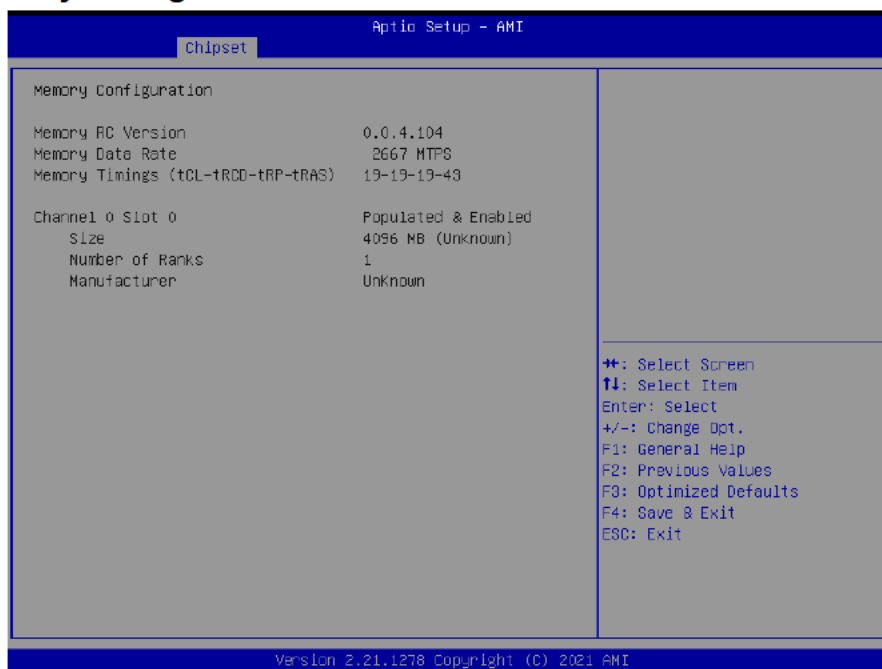 Aptio Setup - AMI
Chipset
Memory Configuration
Memory RC Version 0.0.4.104
Memory Data Rate 2667 MTPS
Memory Timings (tCL-tRCD-tRP-tRAS) 19-19-19-43
Channel 0 Slot 0 Populated & Enabled
Size 4096 MB (Unknown)
Number of Ranks 1
Manufacturer UnKnown
→←: Select Screen
↑↓: Select Item
Enter: Select
+/-: Change Opt.
F1: General Help
F2: Previous Values
F3: Optimized Defaults
F4: Save & Exit
ESC: Exit
Version 2.21.1278 Copyright (C) 2021 AMI